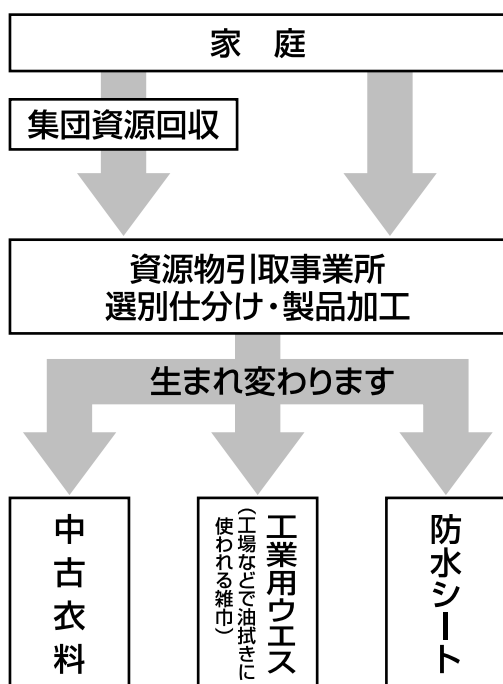 家　庭
集団資源回収
資源物引取事業所
選別仕分け・製品加工
生まれ変わります
中古衣料
工業用ウエス
(工場などで油拭きに
使われる雑巾)
防水シート